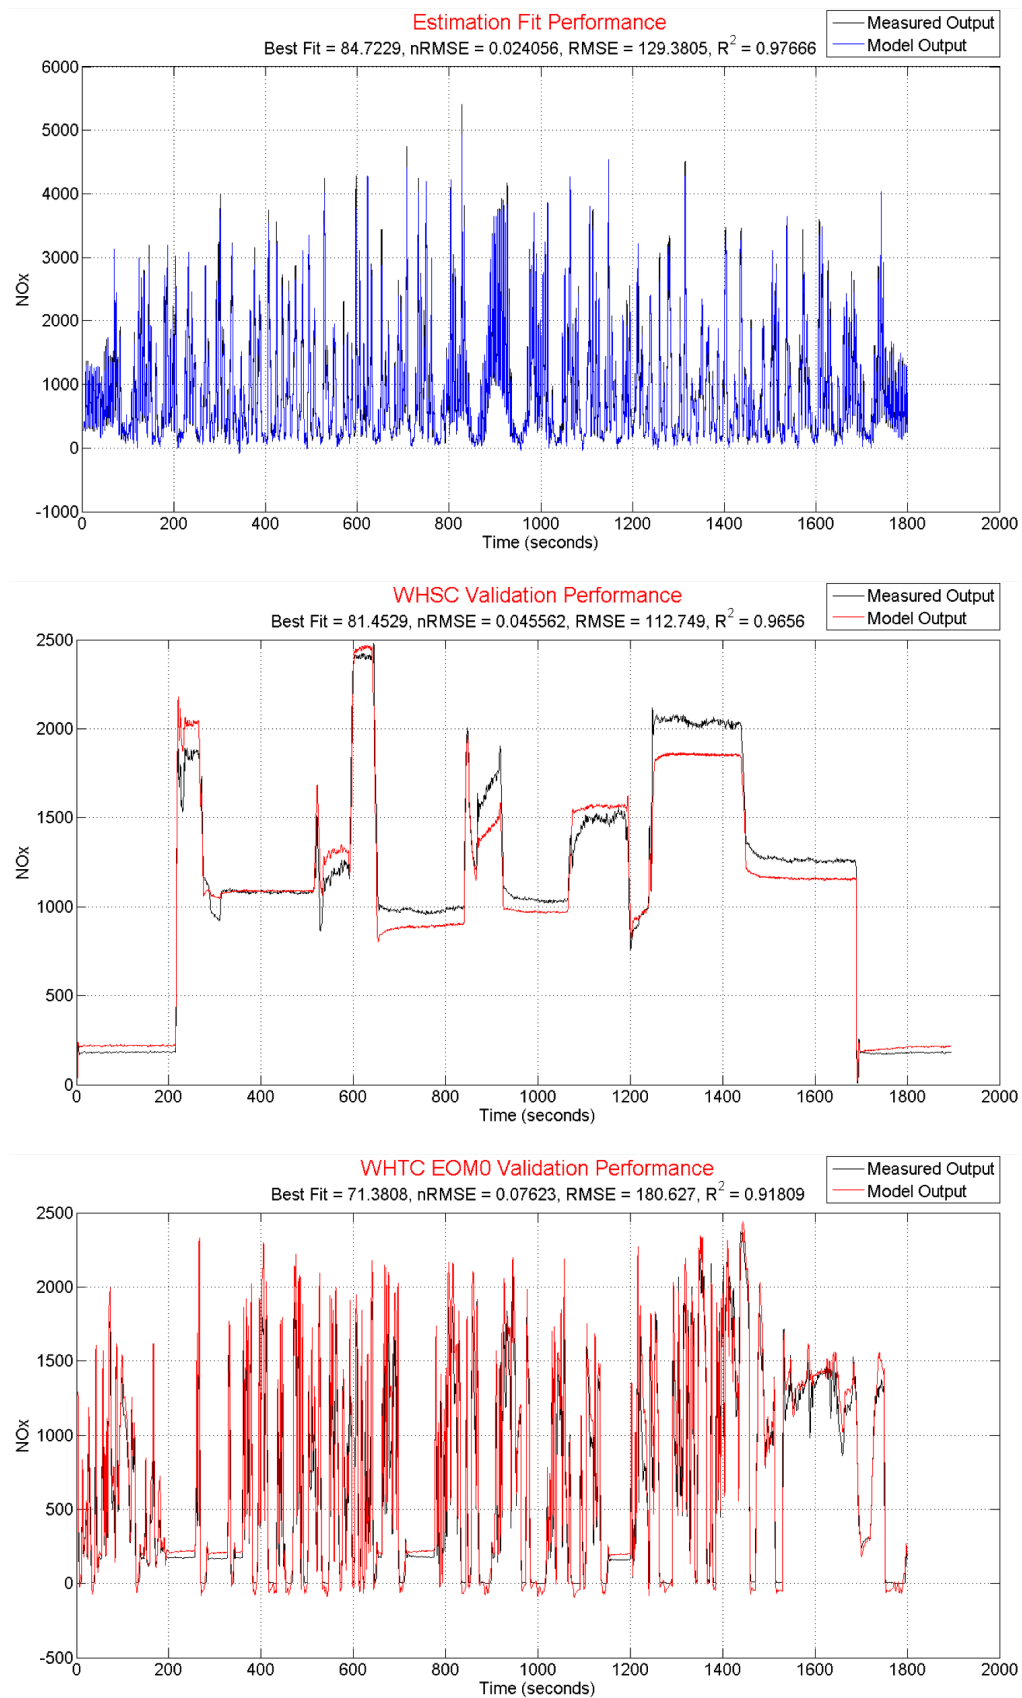 Estimation Fit Performance
Best Fit = 84.7229, nRMSE = 0.024056, RMSE = 129.3805, R² = 0.97666
Measured Output
Model Output
6000
5000
4000
3000
2000
1000
0
-1000
NOx
0 200 400 600 800 1000 1200 1400 1600 1800 2000
Time (seconds)
WHSC Validation Performance
Best Fit = 81.4529, nRMSE = 0.045562, RMSE = 112.749, R² = 0.9656
Measured Output
Model Output
2500
2000
1500
1000
500
0
NOx
0 200 400 600 800 1000 1200 1400 1600 1800 2000
Time (seconds)
WHTC EOM0 Validation Performance
Best Fit = 71.3808, nRMSE = 0.07623, RMSE = 180.627, R² = 0.91809
Measured Output
Model Output
2500
2000
1500
1000
500
0
-500
NOx
0 200 400 600 800 1000 1200 1400 1600 1800 2000
Time (seconds)